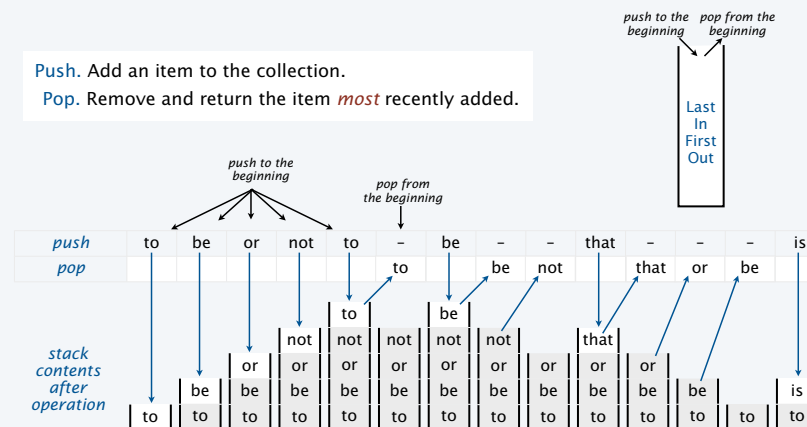 push to the
beginning
pop from the
beginning
Push. Add an item to the collection.
Pop. Remove and return the item most recently added.
Last
In
First
Out
push to the
beginning
pop from
the beginning
push to be or not to – be – – that – – – is
pop to be not that or be
to be
not not not not that
or or or or or or or or
be be be be be be be be be be is
stack
contents
after
operation
to to to to to to to to to to to to to to